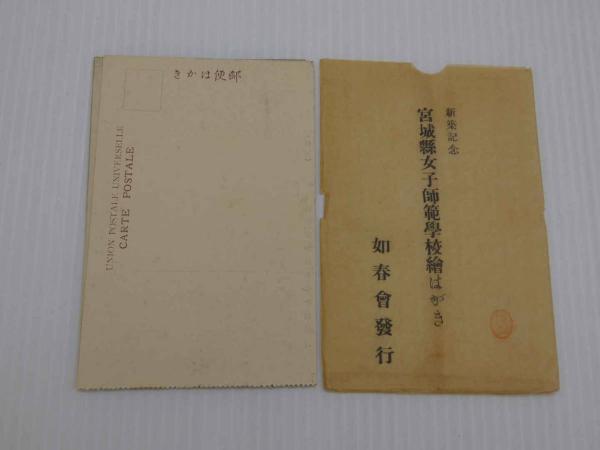 きかは便郵
UNION POSTALE UNIVERSELLE
CARTE POSTALE
新築記念
宮城縣女子師範學校繪はがき
如春會發行